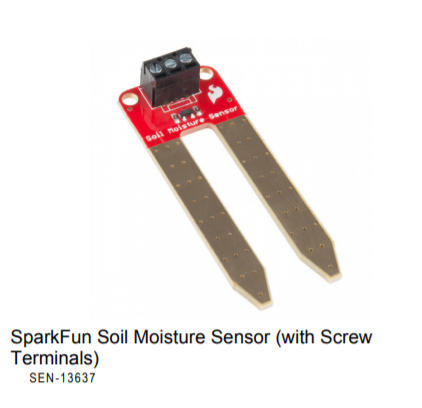 Soil Moisture Sensor
SparkFun Soil Moisture Sensor (with Screw
Terminals)
SEN-13637